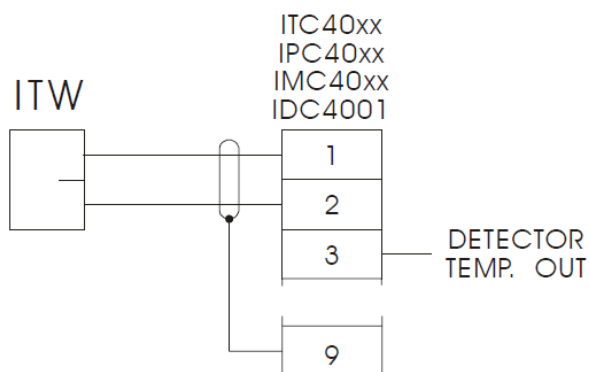 ITC40xx
IPC40xx
IMC40xx
IDC4001
ITW
1
2
3
DETECTOR
TEMP. OUT
9